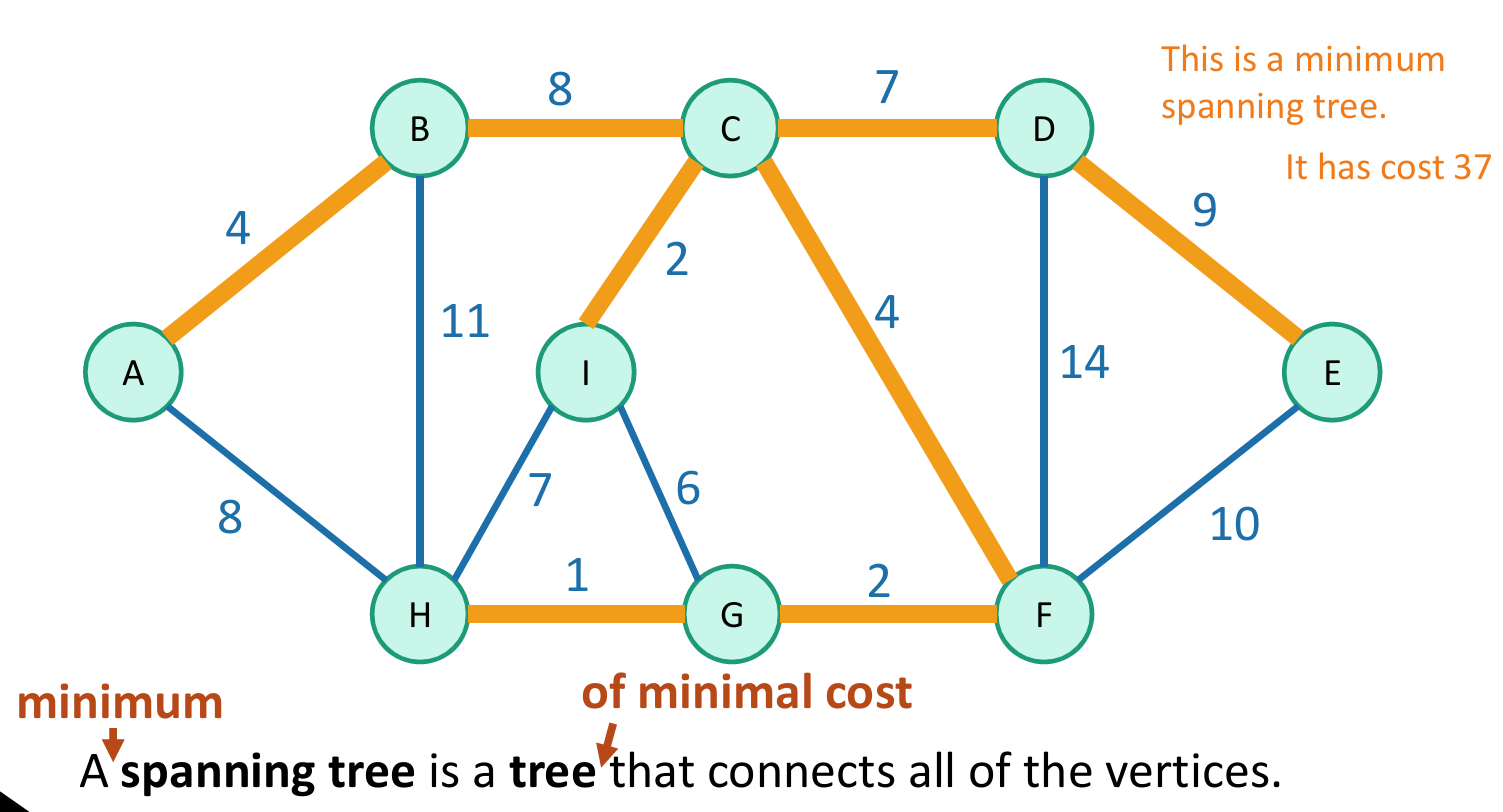 This is a minimum
spanning tree.
It has cost 37
8
7
B
C
D
9
4
2
11
4
14
A
I
E
7
6
8
10
1
2
H
G
F
minimum
of minimal cost
A spanning tree is a tree that connects all of the vertices.